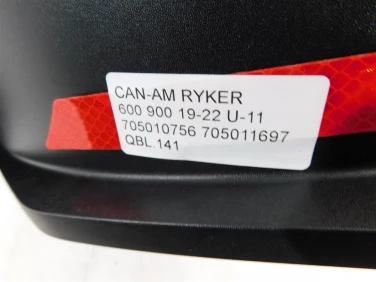 CAN-AM RYKER
600 900 19-22 U-11
705010756 705011697
QBL.141